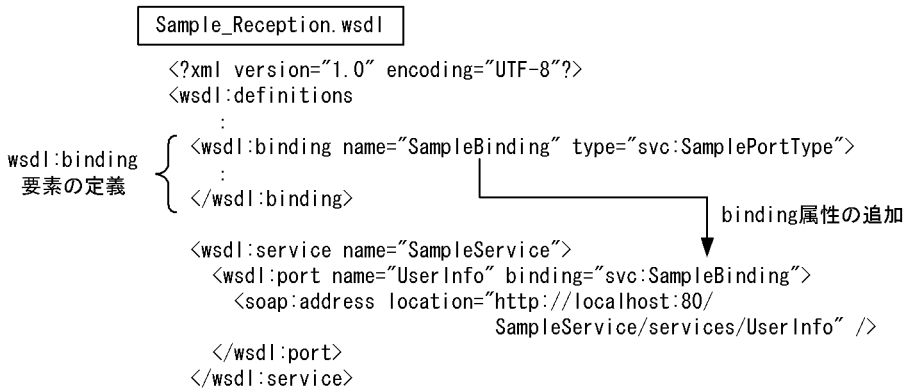 Sample_Reception.wsdl
<?xml version="1.0" encoding="UTF-8"?>
<wsdl:definitions
:
<wsdl:binding name="SampleBinding" type="svc:SamplePortType">
:
</wsdl:binding>
wsdl:binding
要素の定義
binding属性の追加
<wsdl:service name="SampleService">
<wsdl:port name="UserInfo" binding="svc:SampleBinding">
<soap:address location="http://localhost:80/
SampleService/services/UserInfo" />
</wsdl:port>
</wsdl:service>